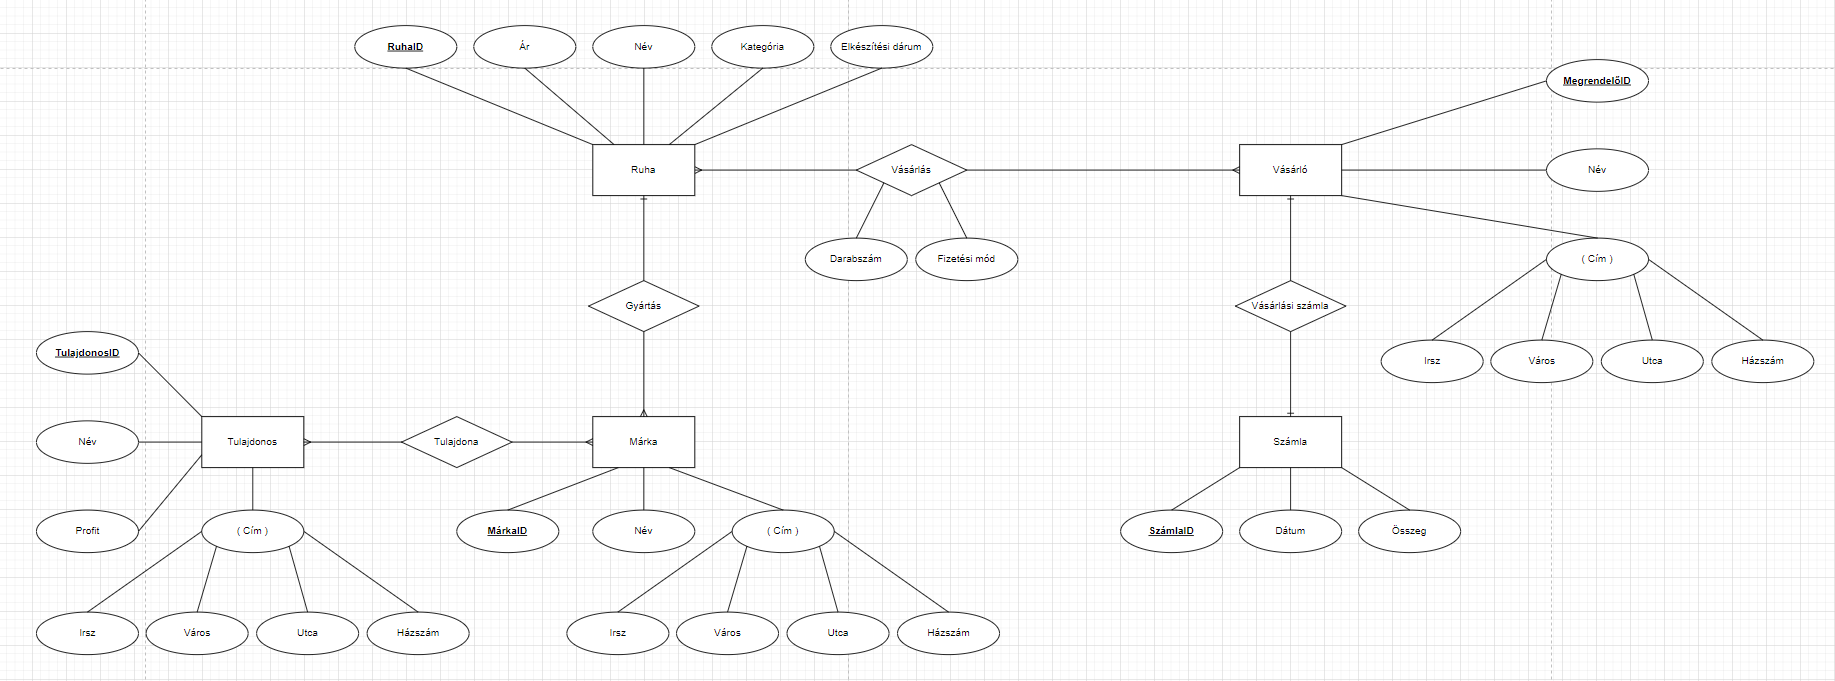 RuhaID
Ár
Név
Kategória
Elkészítési dárum
MegrendelőID
Ruha
Vásárlás
Vásárló
Név
Darabszám
Fizetési mód
( Cím )
Gyártás
Vásárlási számla
TulajdonosID
Irsz
Város
Utca
Házszám
Név
Tulajdonos
Tulajdona
Márka
Számla
Profit
( Cím )
MárkaID
Név
( Cím )
SzámlaID
Dátum
Összeg
Irsz
Város
Utca
Házszám
Irsz
Város
Utca
Házszám